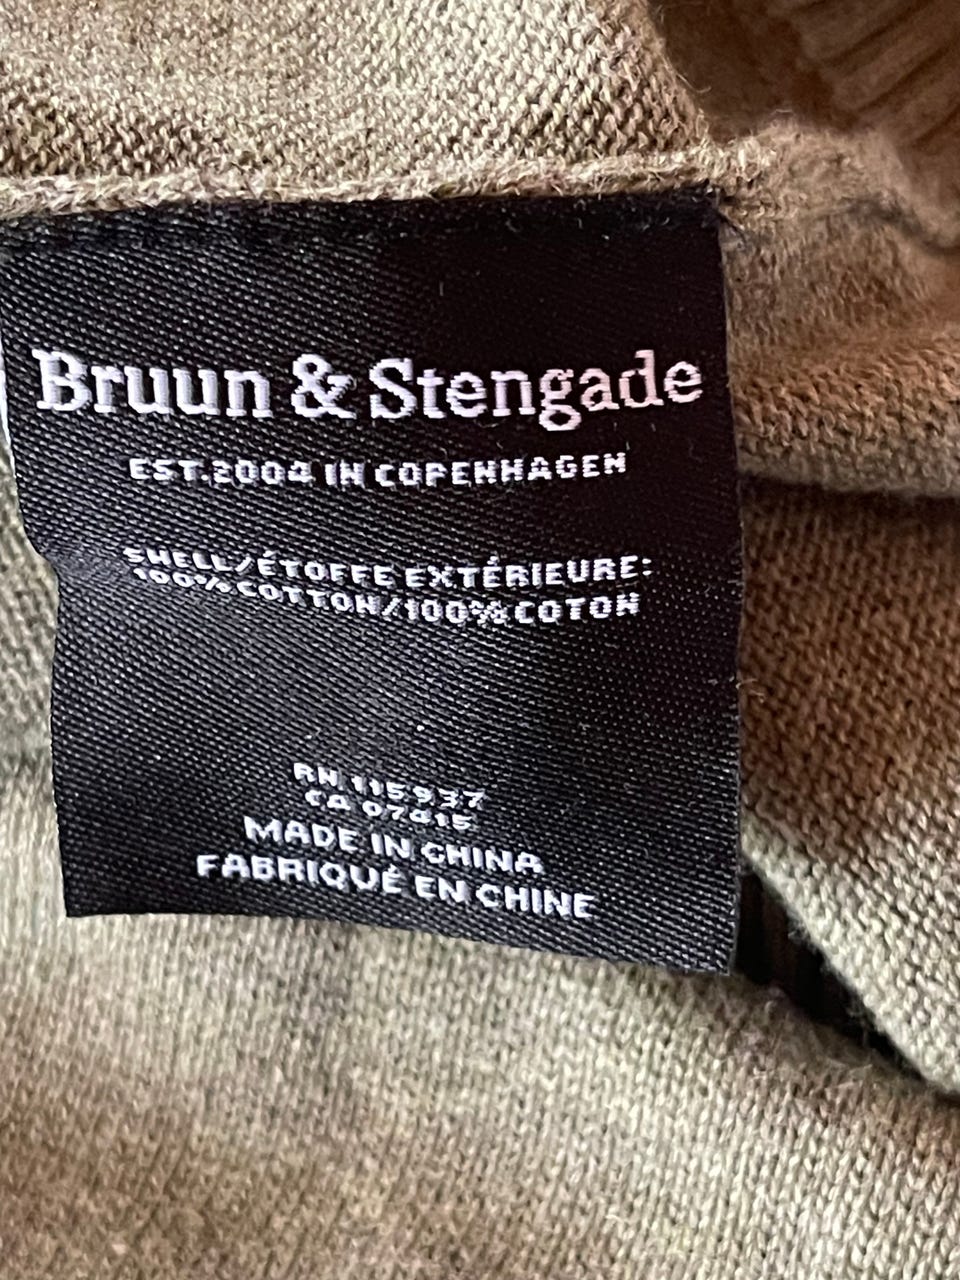 Bruun & Stengade
EST.2004 IN COPENHAGEN
SHELL/ÉTOFFE EXTÉRIEURE:
100% COTTON/100% COTON
RN 115937
CA 07415
MADE IN CHINA
FABRIQUÉ EN CHINE